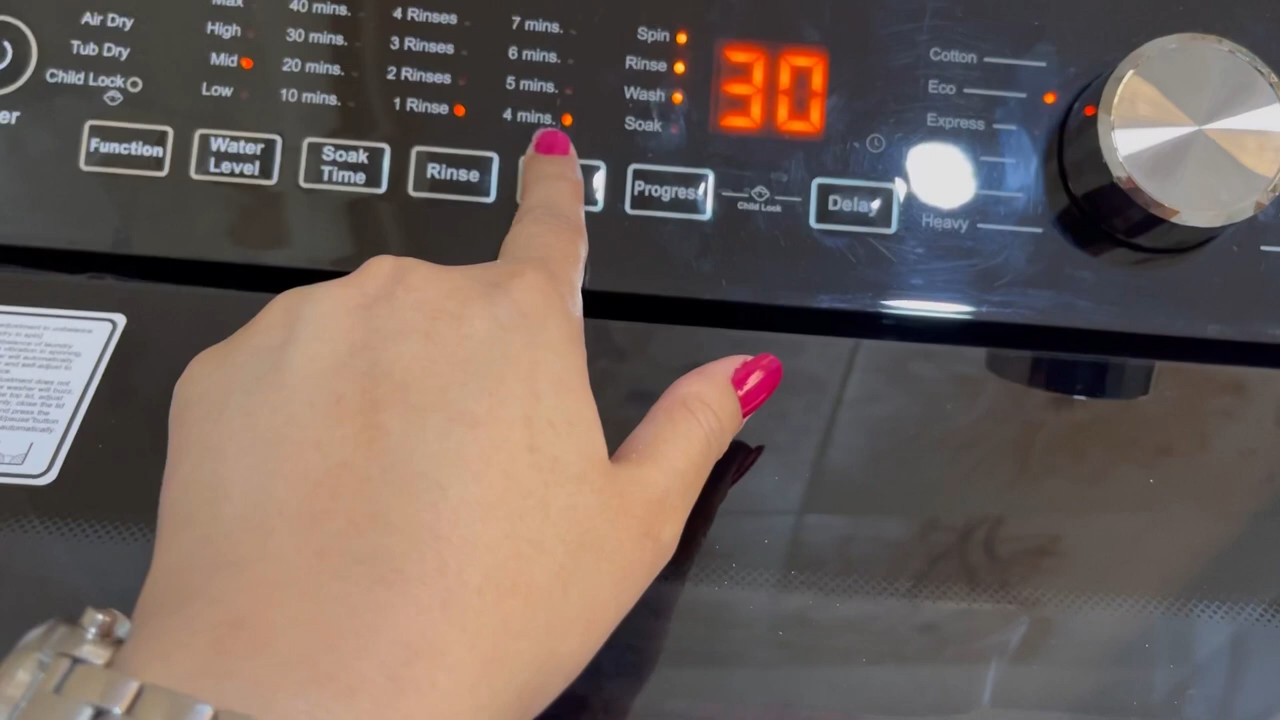 Air Dry
Tub Dry
Child Lock
er
Max
High
Mid
Low
40 mins.
30 mins.
20 mins.
10 mins.
4 Rinses
3 Rinses
2 Rinses
1 Rinse
7 mins.
6 mins.
5 mins.
4 mins.
Spin
Rinse
Wash
Soak
30
Cotton
Eco
Express
Heavy
Function
Water
Level
Soak
Time
Rinse
Progress
Child Lock
Delay